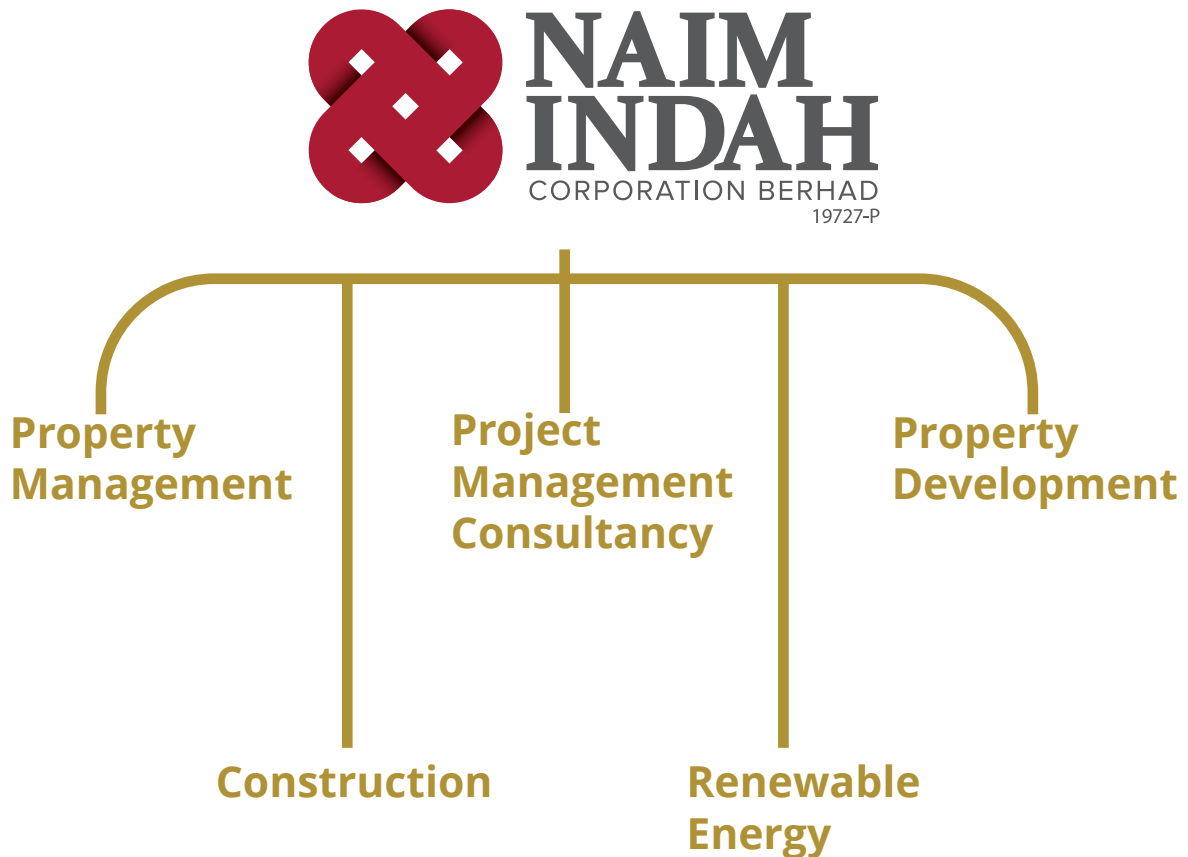 NAIM
INDAH
CORPORATION BERHAD
19727-P
Property
Management
Project
Management
Consultancy
Property
Development
Construction
Renewable
Energy